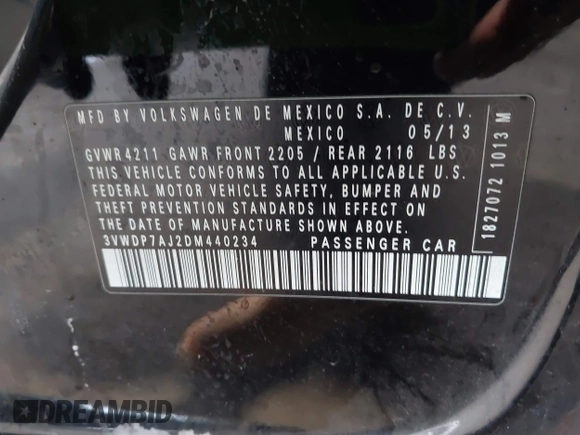 MFD BY VOLKSWAGEN DE MEXICO S.A. DE C.V.
MEXICO 05/13
GVWR 4211 GAWR FRONT 2205 / REAR 2116 LBS
THIS VEHICLE CONFORMS TO ALL APPLICABLE U.S.
FEDERAL MOTOR VEHICLE SAFETY, BUMPER AND
THEFT PREVENTION STANDARDS IN EFFECT ON
THE DATE OF MANUFACTURE SHOWN ABOVE.
3VWDP7AJ2DM440234 PASSENGER CAR
1827072 1013 M
DREAMBID